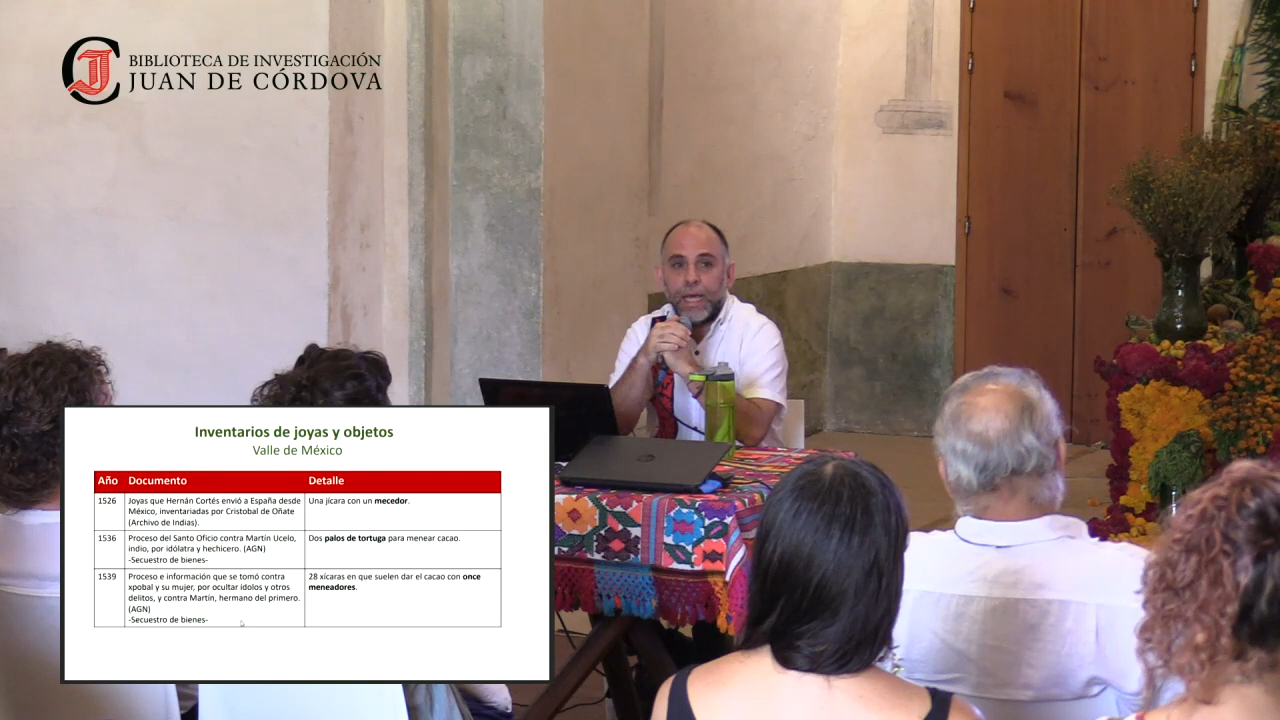 BIBLIOTECA DE INVESTIGACIÓN
JUAN DE CÓRDOVA
Inventarios de joyas y objetos
Valle de México
Año Documento Detalle
1526 Joyas que Hernán Cortés envió a España desde Una jícara con un mecedor.
México, inventariadas por Cristobal de Oñate
(Archivo de Indias).
1536 Proceso del Santo Oficio contra Martín Ucelo, Dos palos de tortuga para menear cacao.
indio, por idólatra y hechicero. (AGN)
-Secuestro de bienes-
1539 Proceso e información que se tomó contra 28 xícaras en que suelen dar el cacao con once
xpobal y su mujer, por ocultar ídolos y otros meneadores.
delitos, y contra Martín, hermano del primero.
(AGN)
-Secuestro de bienes-